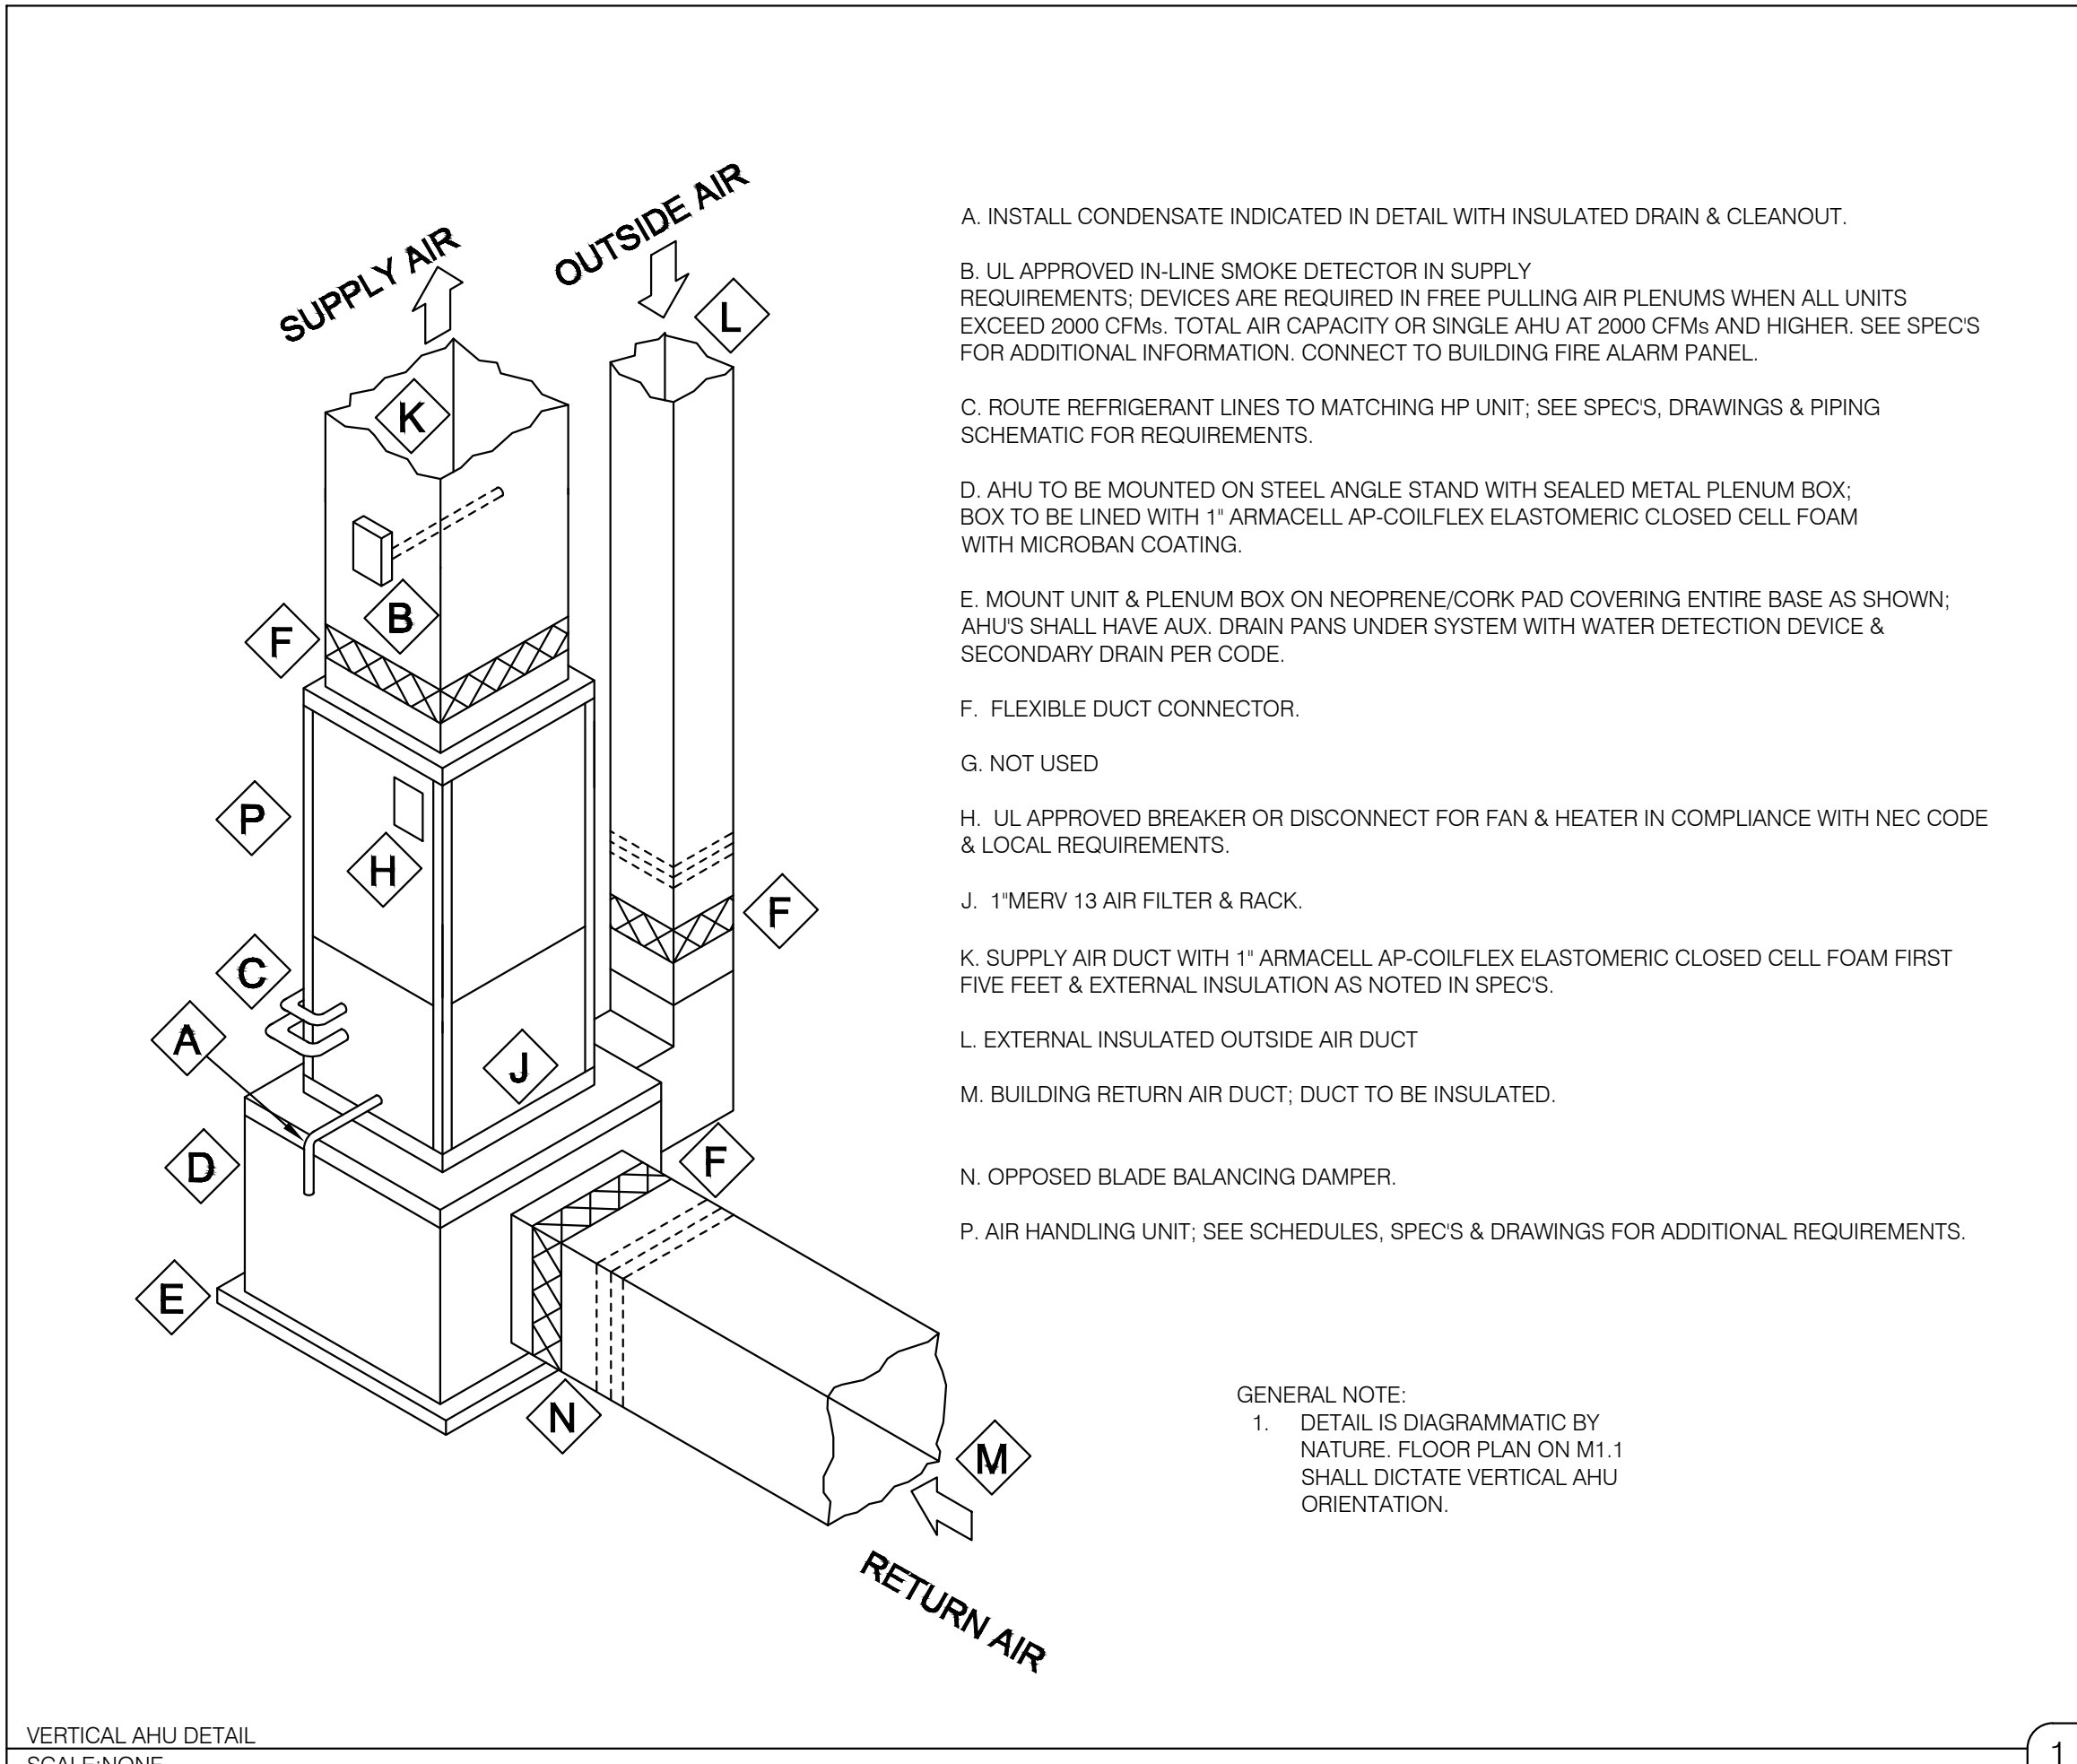 SUPPLY AIR
OUTSIDE AIR
L
K
B
F
P
H
F
C
A
J
D
F
E
N
M
RETURN AIR
A. INSTALL CONDENSATE INDICATED IN DETAIL WITH INSULATED DRAIN & CLEANOUT.
B. UL APPROVED IN-LINE SMOKE DETECTOR IN SUPPLY
REQUIREMENTS; DEVICES ARE REQUIRED IN FREE PULLING AIR PLENUMS WHEN ALL UNITS
EXCEED 2000 CFMs. TOTAL AIR CAPACITY OR SINGLE AHU AT 2000 CFMs AND HIGHER. SEE SPEC'S
FOR ADDITIONAL INFORMATION. CONNECT TO BUILDING FIRE ALARM PANEL.
C. ROUTE REFRIGERANT LINES TO MATCHING HP UNIT; SEE SPEC'S, DRAWINGS & PIPING
SCHEMATIC FOR REQUIREMENTS.
D. AHU TO BE MOUNTED ON STEEL ANGLE STAND WITH SEALED METAL PLENUM BOX;
BOX TO BE LINED WITH 1" ARMACELL AP-COILFLEX ELASTOMERIC CLOSED CELL FOAM
WITH MICROBAN COATING.
E. MOUNT UNIT & PLENUM BOX ON NEOPRENE/CORK PAD COVERING ENTIRE BASE AS SHOWN;
AHU'S SHALL HAVE AUX. DRAIN PANS UNDER SYSTEM WITH WATER DETECTION DEVICE &
SECONDARY DRAIN PER CODE.
F. FLEXIBLE DUCT CONNECTOR.
G. NOT USED
H. UL APPROVED BREAKER OR DISCONNECT FOR FAN & HEATER IN COMPLIANCE WITH NEC CODE
& LOCAL REQUIREMENTS.
J. 1"MERV 13 AIR FILTER & RACK.
K. SUPPLY AIR DUCT WITH 1" ARMACELL AP-COILFLEX ELASTOMERIC CLOSED CELL FOAM FIRST
FIVE FEET & EXTERNAL INSULATION AS NOTED IN SPEC'S.
L. EXTERNAL INSULATED OUTSIDE AIR DUCT
M. BUILDING RETURN AIR DUCT; DUCT TO BE INSULATED.
N. OPPOSED BLADE BALANCING DAMPER.
P. AIR HANDLING UNIT; SEE SCHEDULES, SPEC'S & DRAWINGS FOR ADDITIONAL REQUIREMENTS.
GENERAL NOTE:
1. DETAIL IS DIAGRAMMATIC BY
NATURE. FLOOR PLAN ON M1.1
SHALL DICTATE VERTICAL AHU
ORIENTATION.
VERTICAL AHU DETAIL
SCALE:NONE
1